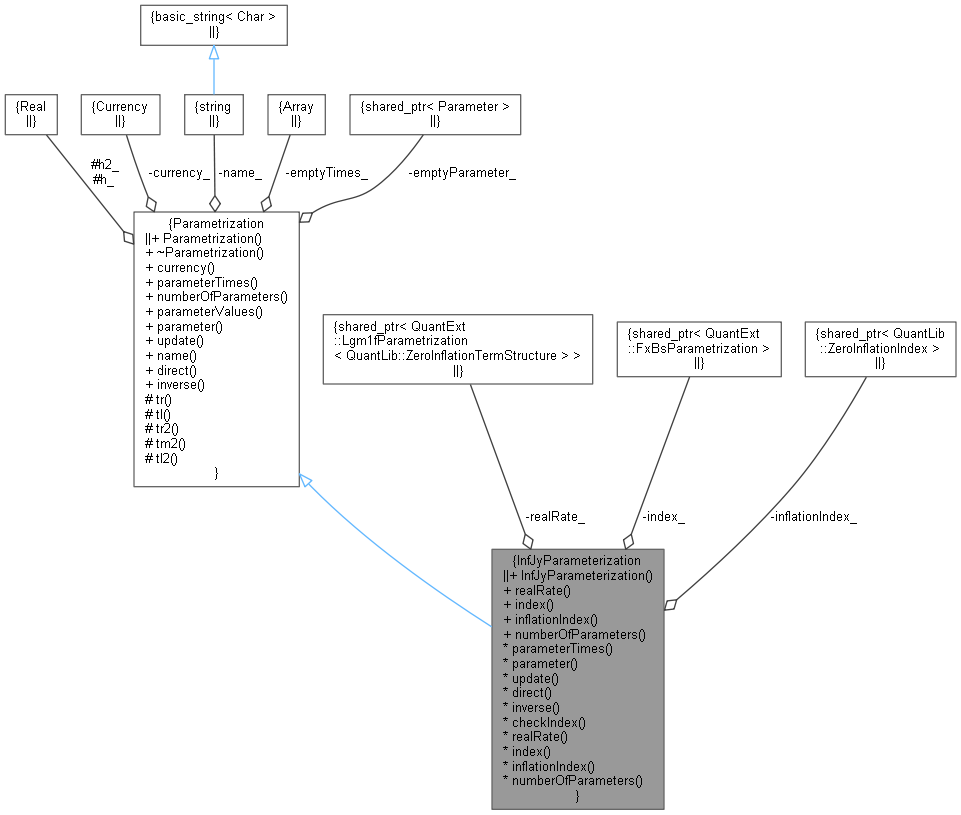 {basic_string< Char >
||}
{Real
||}
{Currency
||}
{string
||}
{Array
||}
{shared_ptr< Parameter >
||}
#h2_
#h_
-currency_
-name_
-emptyTimes_
-emptyParameter_
{Parametrization
||+ Parametrization()
+ ~Parametrization()
+ currency()
+ parameterTimes()
+ numberOfParameters()
+ parameterValues()
+ parameter()
+ update()
+ name()
+ direct()
+ inverse()
# tr()
# tl()
# tr2()
# tm2()
# tl2()
}
{shared_ptr< QuantExt
::Lgm1fParametrization
< QuantLib::ZeroInflationTermStructure > >
||}
{shared_ptr< QuantExt
::FxBsParametrization >
||}
{shared_ptr< QuantLib
::ZeroInflationIndex >
||}
-realRate_
-index_
-inflationIndex_
{InfJyParameterization
||+ InfJyParameterization()
+ realRate()
+ index()
+ inflationIndex()
+ numberOfParameters()
* parameterTimes()
* parameter()
* update()
* direct()
* inverse()
* checkIndex()
* realRate()
* index()
* inflationIndex()
* numberOfParameters()
}